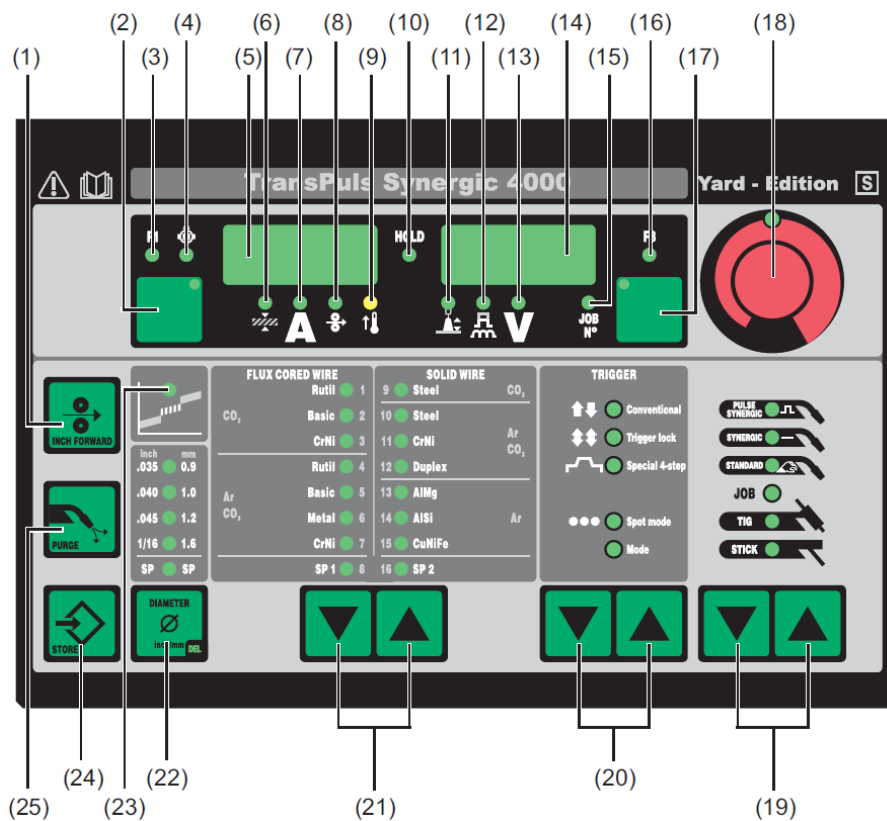 (6) (8) (10) (12) (14) (16) (18)
(2) (4)
(1) (3) (5) (7) (9) (11) (13) (15) (17)
TransPuls Synergic 4000 Yard - Edition S
F1 HOLD F3
A V JOB N°
FLUX CORED WIRE SOLID WIRE TRIGGER
Rutil 1 9 Steel CO₂
Conventional PULSE SYNERGIC
CO₂ Basic 2 10 Steel
INCH FORWARD CrNi 3 11 CrNi Ar CO₂ Trigger lock SYNERGIC
inch mm
.035 0.9 Rutil 4 12 Duplex Special 4-step STANDARD
.040 1.0 Ar CO₂ Basic 5 13 AlMg JOB
.045 1.2 Metal 6 14 AlSi Ar Spot mode TIG
PURGE 1/16 1.6 CrNi 7 15 CuNiFe Mode STICK
SP SP SP 1 8 16 SP 2
DIAMETER
Ø
STORE inch/mm DEL
(24) (22) (20)
(25) (23) (21) (19)